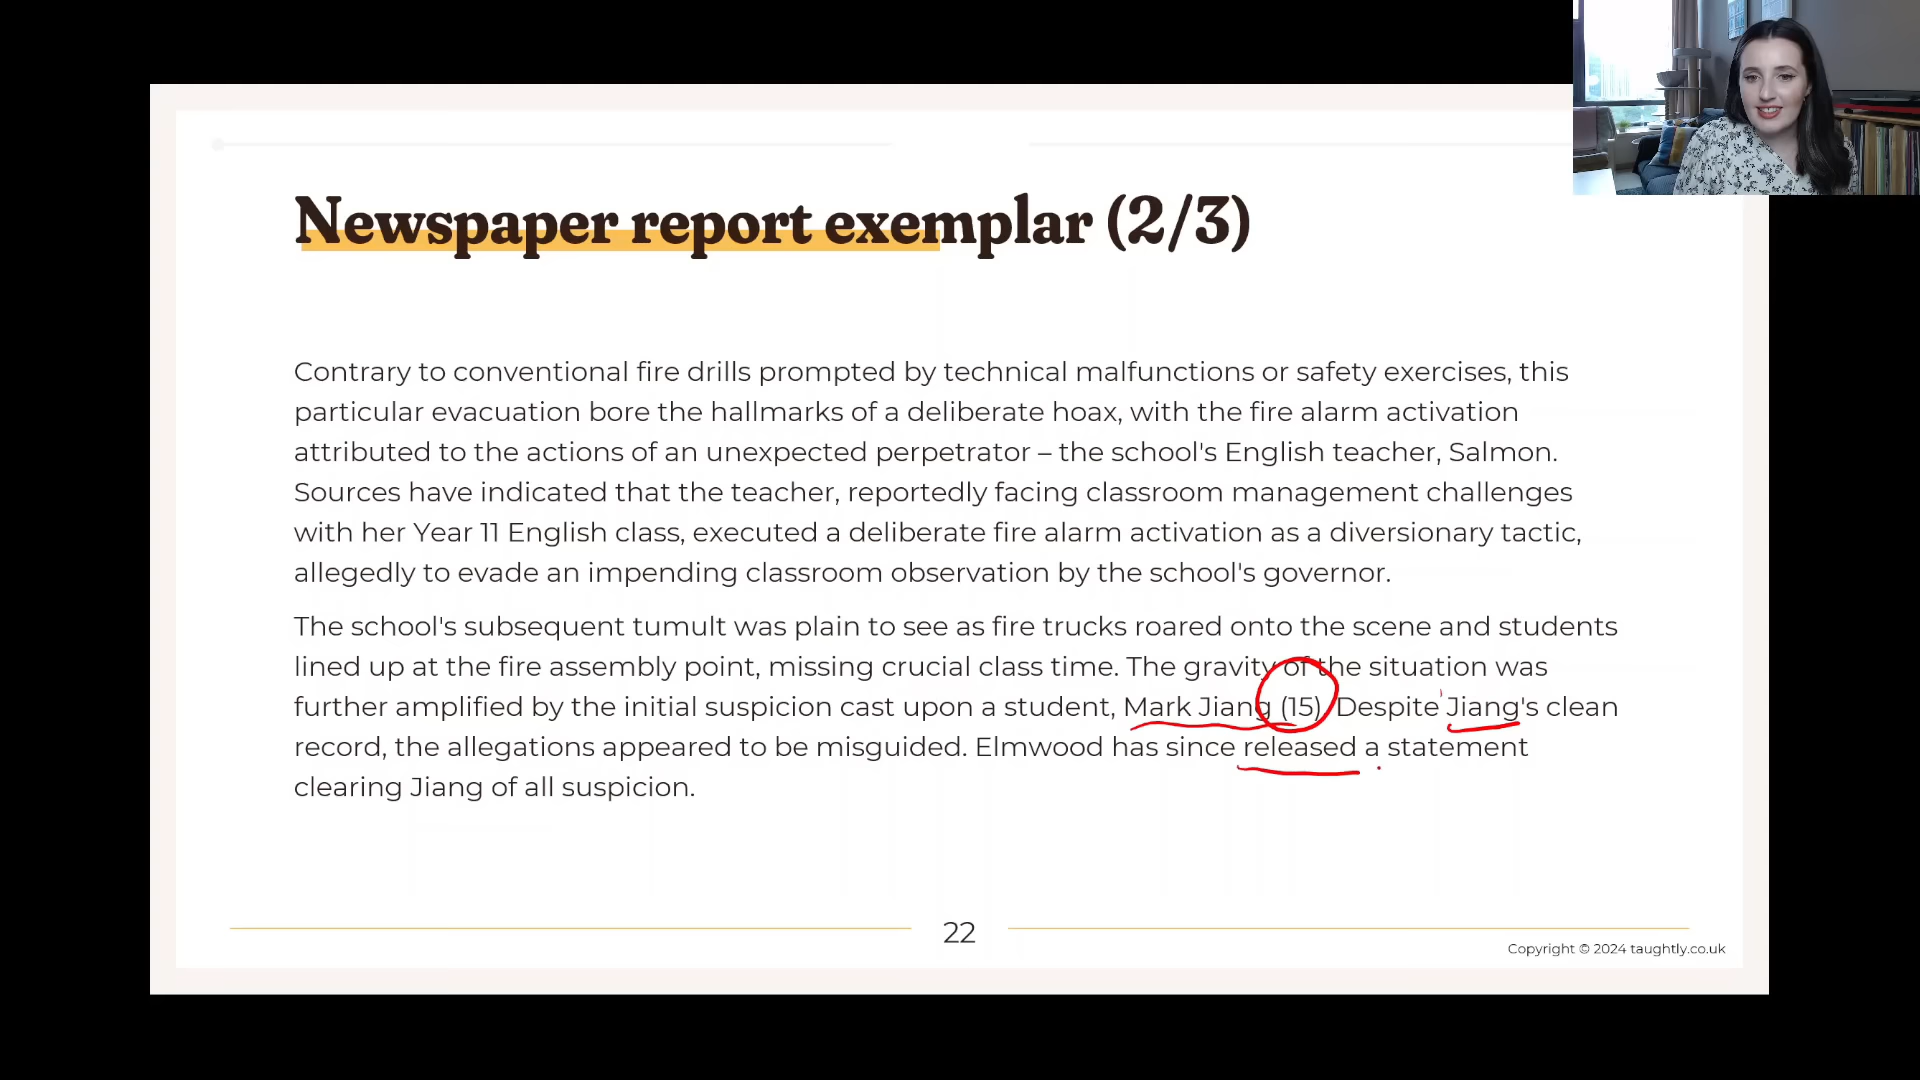 Newspaper report exemplar (2/3)
Contrary to conventional fire drills prompted by technical malfunctions or safety exercises, this
particular evacuation bore the hallmarks of a deliberate hoax, with the fire alarm activation
attributed to the actions of an unexpected perpetrator – the school's English teacher, Salmon.
Sources have indicated that the teacher, reportedly facing classroom management challenges
with her Year 11 English class, executed a deliberate fire alarm activation as a diversionary tactic,
allegedly to evade an impending classroom observation by the school's governor.
The school's subsequent tumult was plain to see as fire trucks roared onto the scene and students
lined up at the fire assembly point, missing crucial class time. The gravity of the situation was
further amplified by the initial suspicion cast upon a student, Mark Jiang (15). Despite Jiang's clean
record, the allegations appeared to be misguided. Elmwood has since released a statement
clearing Jiang of all suspicion.
22
Copyright © 2024 taughtly.co.uk